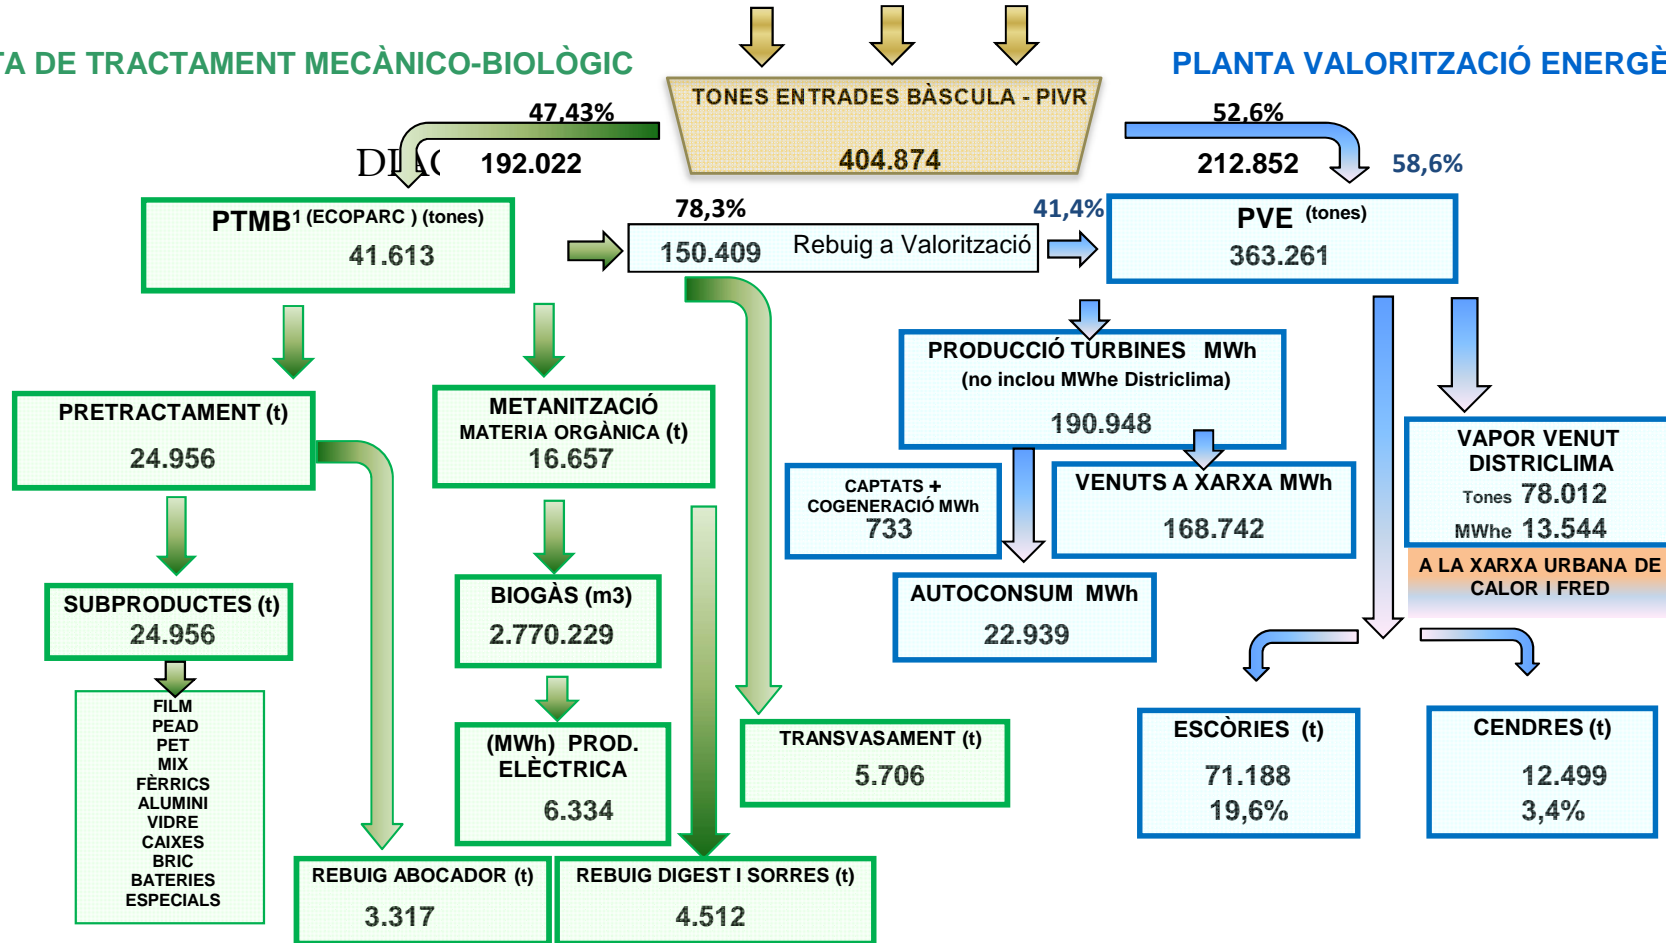 TA DE TRACTAMENT MECÀNICO-BIOLÒGIC
PLANTA VALORITZACIÓ ENERGÈ
TONES ENTRADES BÀSCULA - PIVR
404.874
47,43%
192.022
52,6%
212.852
58,6%
PTMB1 (ECOPARC ) (tones)
41.613
78,3%
41,4%
150.409 Rebuig a Valorització
PVE (tones)
363.261
PRETRACTAMENT (t)
24.956
METANITZACIÓ
MATERIA ORGÀNICA (t)
16.657
PRODUCCIÓ TURBINES MWh
(no inclou MWhe Districlima)
190.948
CAPTATS +
COGENERACIÓ MWh
733
VENUTS A XARXA MWh
168.742
VAPOR VENUT
DISTRICLIMA
Tones 78.012
MWhe 13.544
A LA XARXA URBANA DE
CALOR I FRED
SUBPRODUCTES (t)
24.956
BIOGÀS (m3)
2.770.229
AUTOCONSUM MWh
22.939
FILM
PEAD
PET
MIX
FÈRRICS
ALUMINI
VIDRE
CAIXES
BRIC
BATERIES
ESPECIALS
(MWh) PROD.
ELÈCTRICA
6.334
TRANSVASAMENT (t)
5.706
ESCÒRIES (t)
71.188
19,6%
CENDRES (t)
12.499
3,4%
REBUIG ABOCADOR (t)
3.317
REBUIG DIGEST I SORRES (t)
4.512